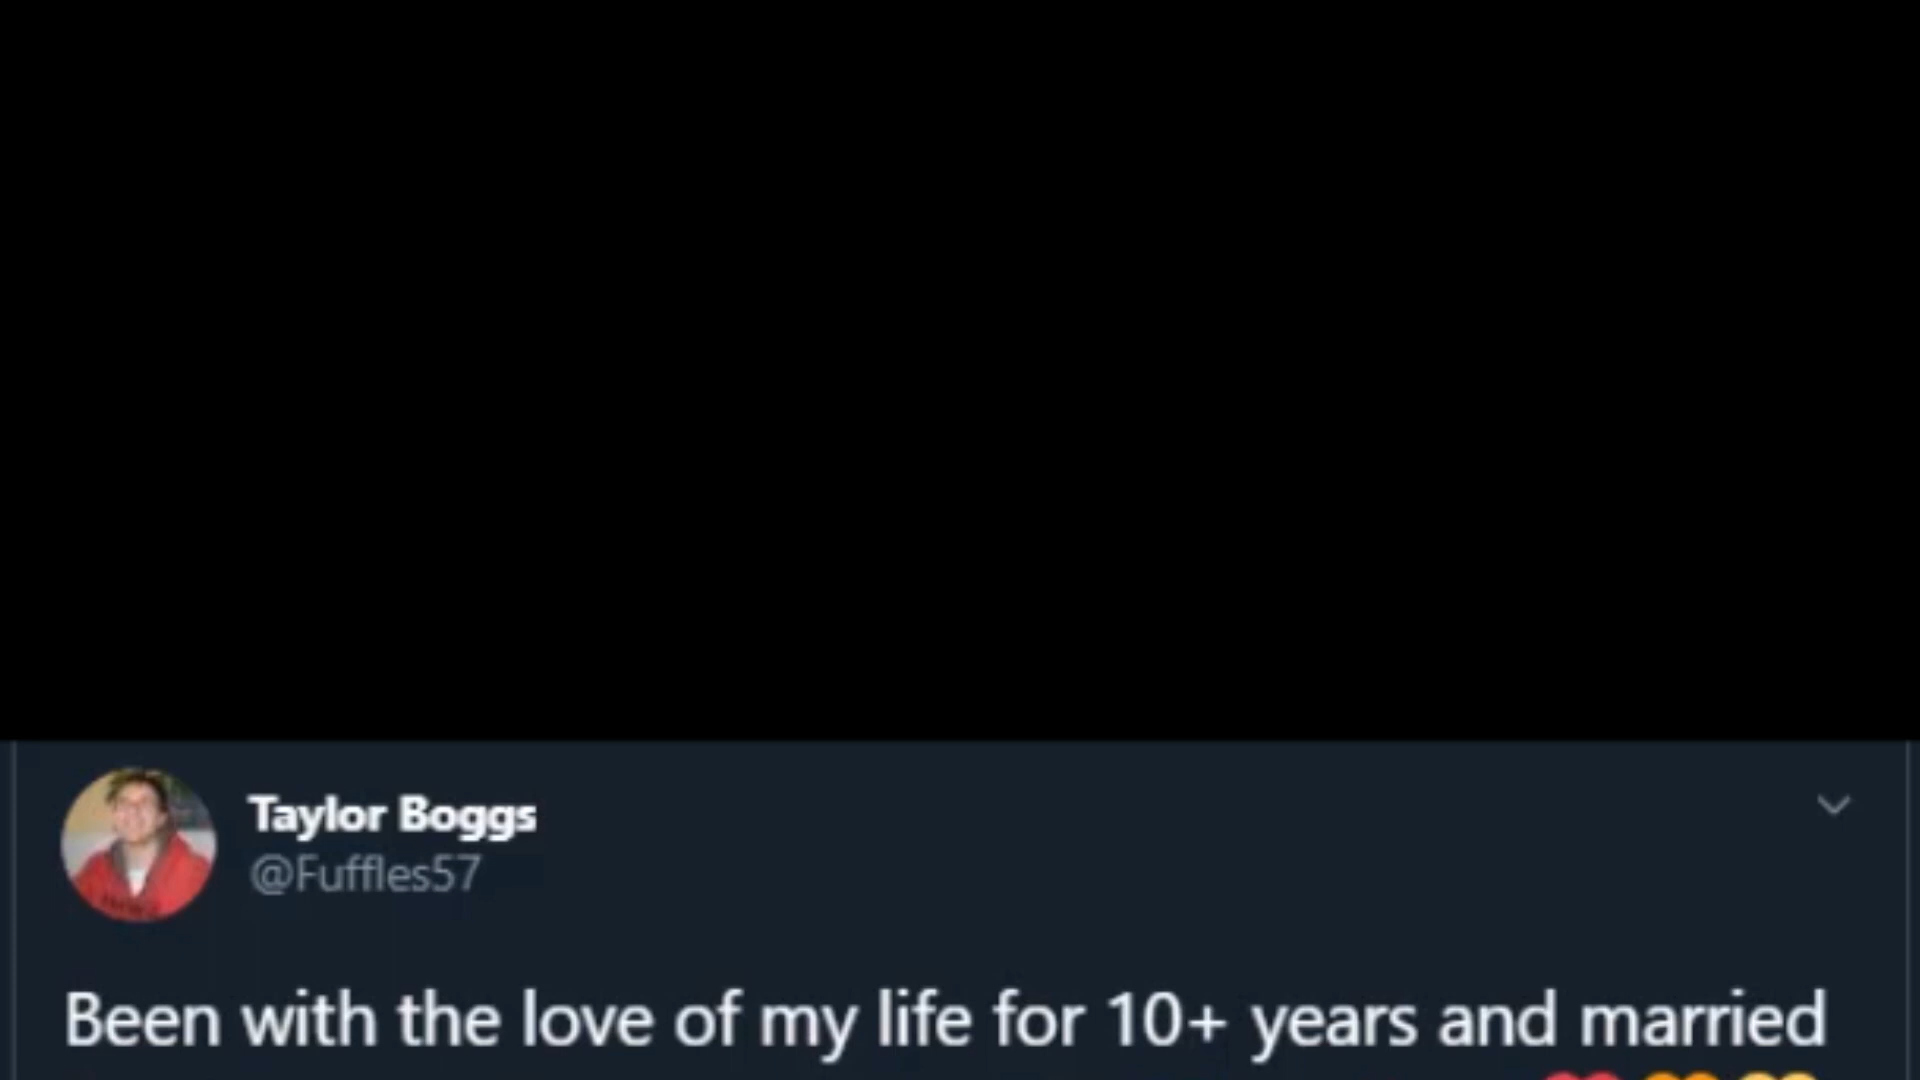 Taylor Boggs
@Fuffles57
Been with the love of my life for 10+ years and married